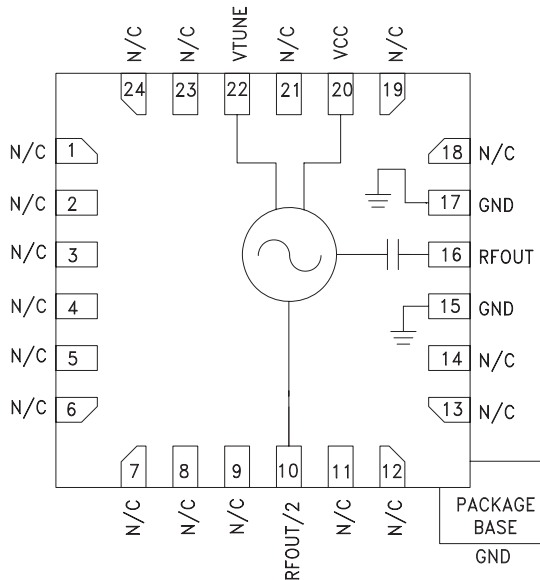 N/C
N/C
VTUNE
N/C
VCC
N/C
24
23
22
21
20
19
N/C 1
18 N/C
N/C 2
17 GND
N/C 3
16 RFOUT
N/C 4
15 GND
N/C 5
14 N/C
N/C 6
13 N/C
7
8
9
10
11
12
N/C
N/C
N/C
RFOUT/2
N/C
N/C
PACKAGE
BASE
GND